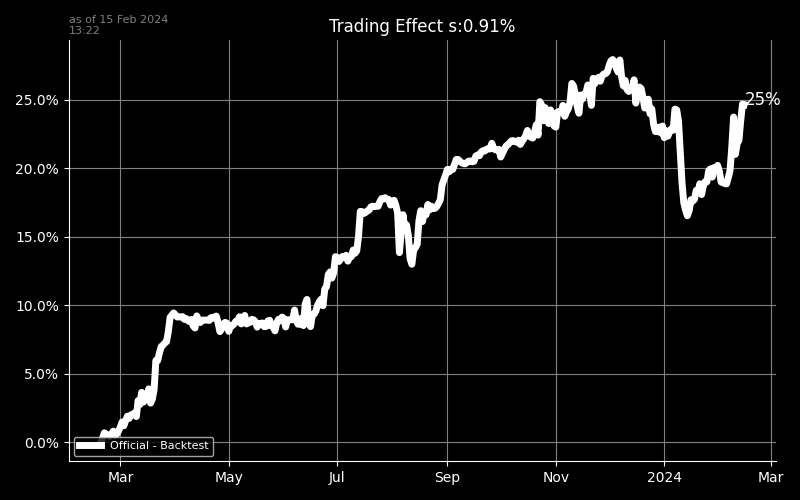 as of 15 Feb 2024
13:22
Trading Effect s:0.91%
25%
25.0%
20.0%
15.0%
10.0%
5.0%
0.0%
Official - Backtest
Mar May Jul Sep Nov 2024 Mar